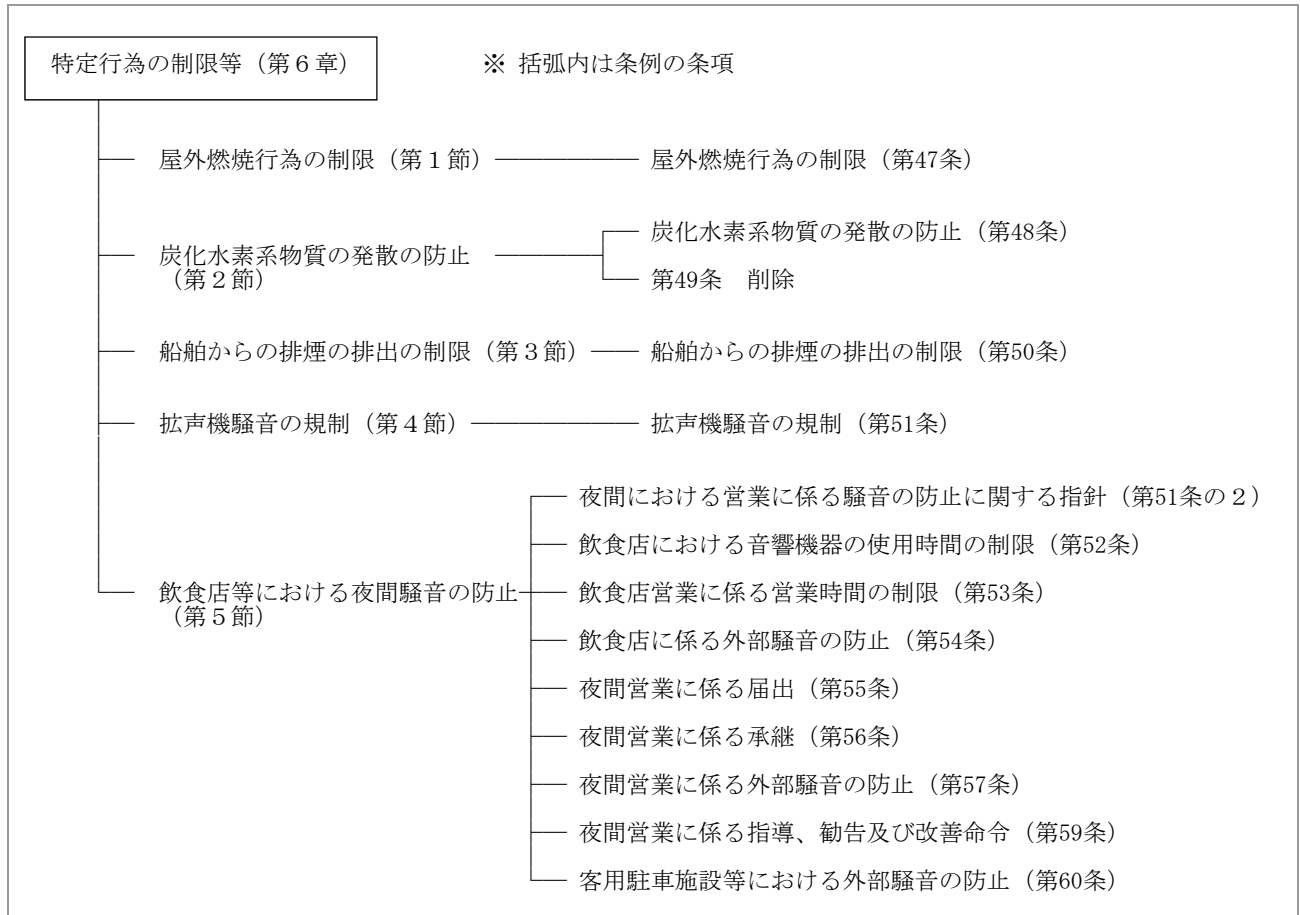 特定行為の制限等（第６章）　※ 括弧内は条例の条項
屋外燃焼行為の制限（第１節）　屋外燃焼行為の制限（第47条）
炭化水素系物質の発散の防止（第48条）
炭化水素系物質の発散の防止
（第２節）　第49条　削除
船舶からの排煙の排出の制限（第３節）　船舶からの排煙の排出の制限（第50条）
拡声機騒音の規制（第４節）　拡声機騒音の規制（第51条）
夜間における営業に係る騒音の防止に関する指針（第51条の２）
飲食店における音響機器の使用時間の制限（第52条）
飲食店等における夜間騒音の防止　飲食店営業に係る営業時間の制限（第53条）
（第５節）
飲食店に係る外部騒音の防止（第54条）
夜間営業に係る届出（第55条）
夜間営業に係る承継（第56条）
夜間営業に係る外部騒音の防止（第57条）
夜間営業に係る指導、勧告及び改善命令（第59条）
客用駐車施設等における外部騒音の防止（第60条）